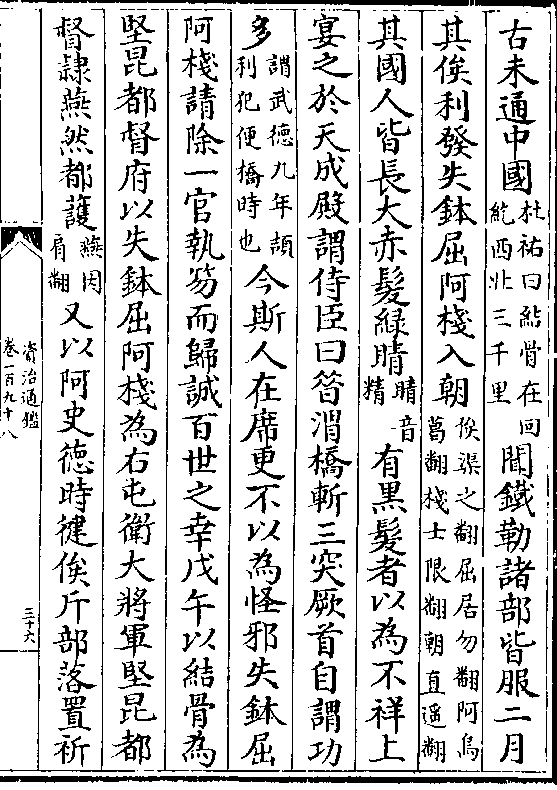 古未通中國杜祐曰結骨在回紇西北三千里聞鐵勒諸部皆服二月
其俟利發失鉢屈阿棧入朝俟渠之翻屈居勿翻阿烏葛翻棧士限翻朝直遥翻
其國人皆長大赤髮綠睛睛音精有黑髮者以為不祥上
宴之於天成殿謂侍臣曰昝渭橋斬三突厥首自謂功
多謂武徳九年頡利犯便橋時也今斯人在席更不以為怪邪失鉢屈
阿棧請除一官執笏而歸誠百世之幸戊午以結骨為
堅昆都督府以失鉢屈阿棧為右屯衛大將軍堅昆都
督隷燕然都護燕因肩翻又以阿史徳時健俟斤部落置祈
資治通鑑
卷一百九十八
三十六